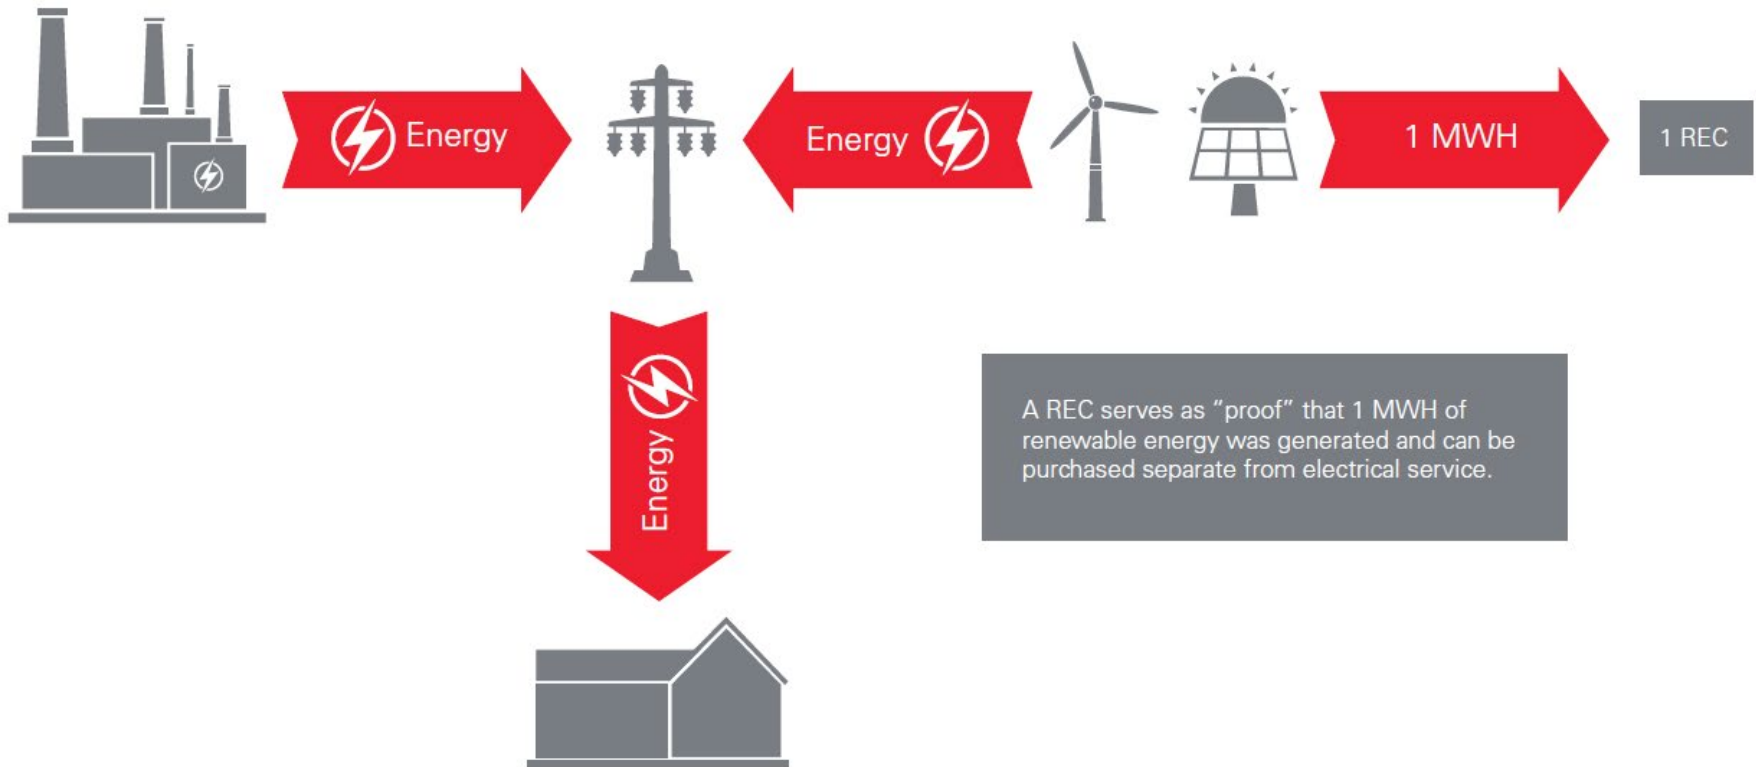 Energy
Energy
1 MWH
1 REC
Energy
A REC serves as “proof” that 1 MWH of
renewable energy was generated and can be
purchased separate from electrical service.